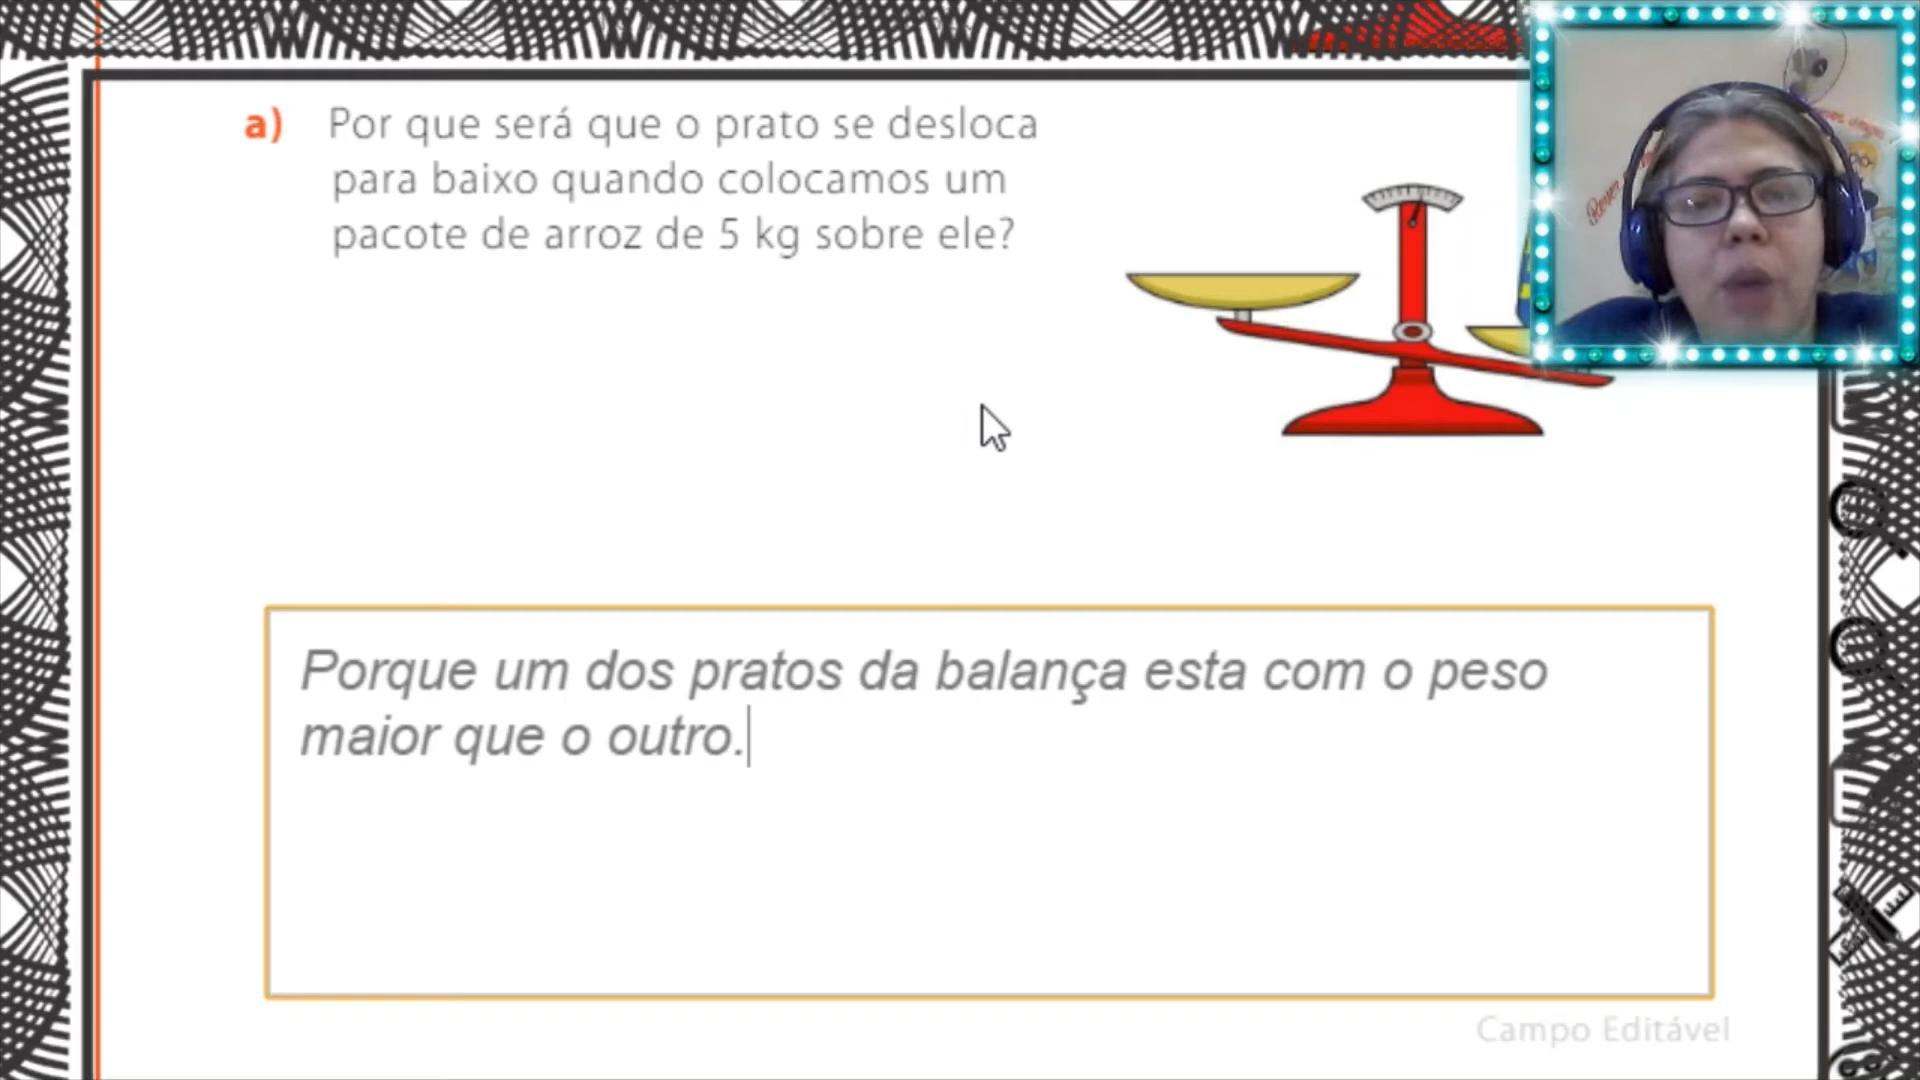 a) Por que será que o prato se desloca
para baixo quando colocamos um
pacote de arroz de 5 kg sobre ele?
Porque um dos pratos da balança esta com o peso
maior que o outro.
Campo Editável